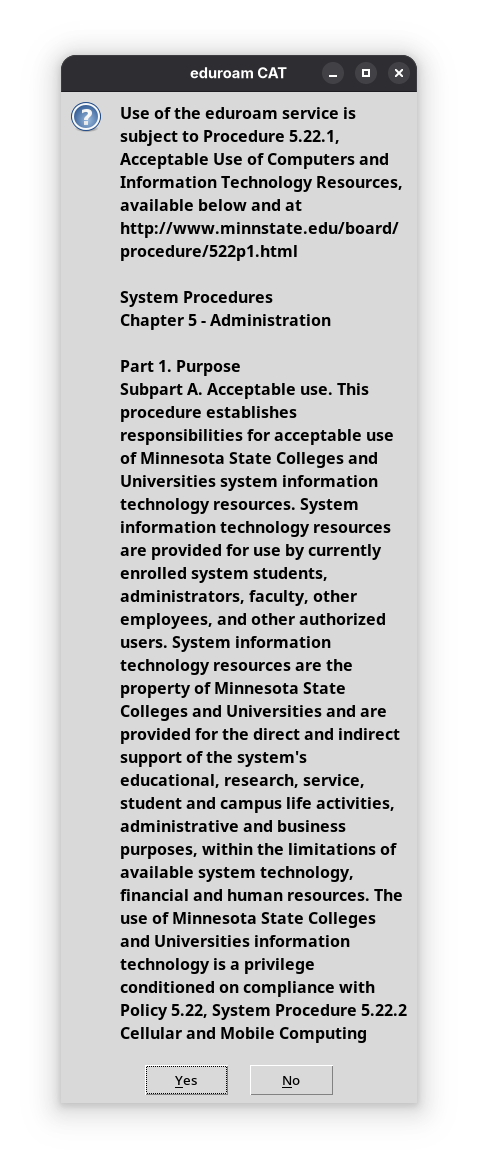 eduroam CAT
Use of the eduroam service is
subject to Procedure 5.22.1,
Acceptable Use of Computers and
Information Technology Resources,
available below and at
http://www.minnstate.edu/board/
procedure/522p1.html
System Procedures
Chapter 5 - Administration
Part 1. Purpose
Subpart A. Acceptable use. This
procedure establishes
responsibilities for acceptable use
of Minnesota State Colleges and
Universities system information
technology resources. System
information technology resources
are provided for use by currently
enrolled system students,
administrators, faculty, other
employees, and other authorized
users. System information
technology resources are the
property of Minnesota State
Colleges and Universities and are
provided for the direct and indirect
support of the system's
educational, research, service,
student and campus life activities,
administrative and business
purposes, within the limitations of
available system technology,
financial and human resources. The
use of Minnesota State Colleges
and Universities information
technology is a privilege
conditioned on compliance with
Policy 5.22, System Procedure 5.22.2
Cellular and Mobile Computing
Yes No